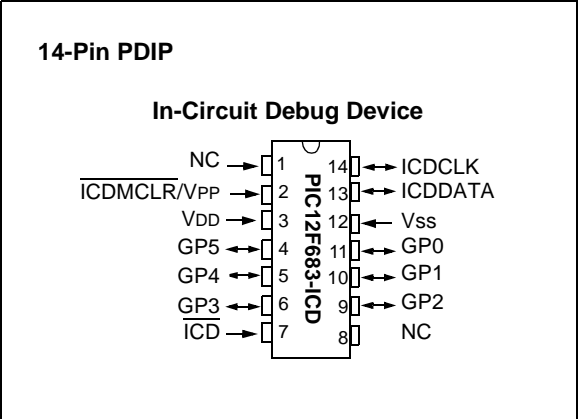 14-Pin PDIP
In-Circuit Debug Device
NC 1 14 ICDCLK
ICDMCLR/VPP 2 13 ICDDATA
VDD 3 12 Vss
GP5 4 11 GP0
GP4 5 10 GP1
GP3 6 9 GP2
ICD 7 8 NC
PIC12F683-ICD